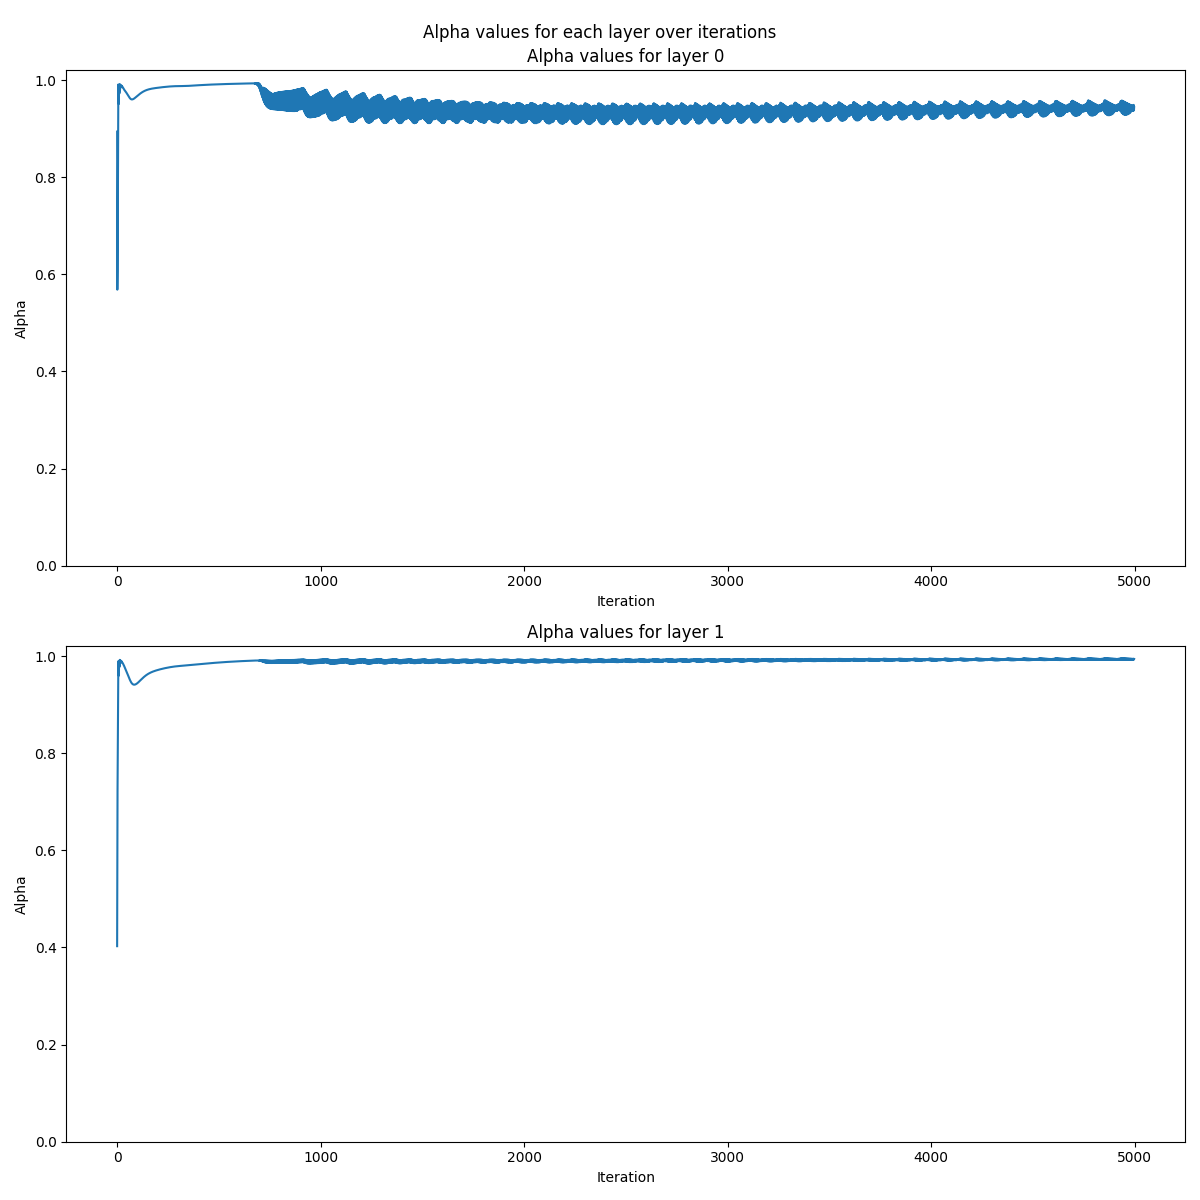 Alpha values for each layer over iterations
Alpha values for layer 0
1.0
0.8
0.6
0.4
0.2
0.0
Alpha
0 1000 2000 3000 4000 5000
Iteration
Alpha values for layer 1
1.0
0.8
0.6
0.4
0.2
0.0
Alpha
0 1000 2000 3000 4000 5000
Iteration